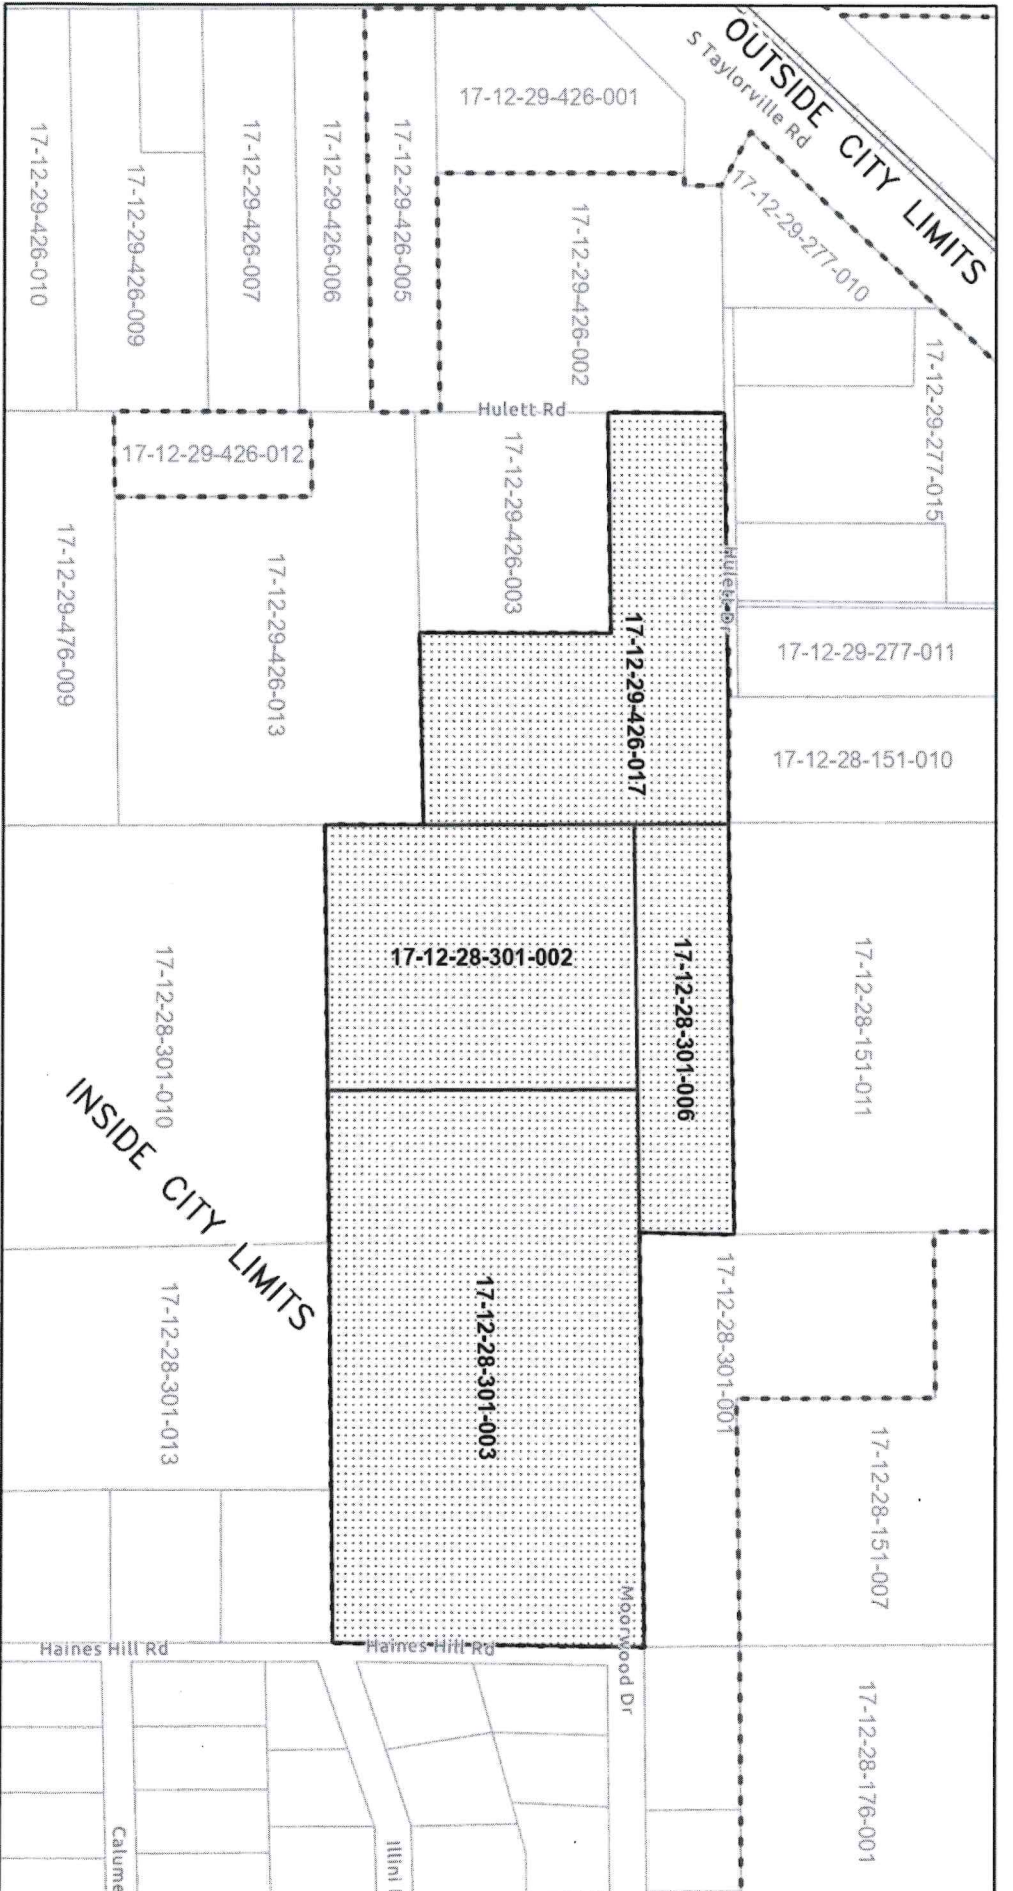 OUTSIDE CITY LIMITS
S Taylorville Rd
17-12-29-426-001
17-12-29-426-010
17-12-29-426-009
17-12-29-426-007
17-12-29-426-006
17-12-29-426-005
17-12-29-426-002
17-12-29-277-010
17-12-29-277-015
Hulett Rd
17-12-29-426-012
17-12-29-476-009
17-12-29-426-013
17-12-29-426-003
17-12-29-426-017
Hulett Dr
17-12-29-277-011
17-12-28-151-010
17-12-28-301-010
17-12-28-301-002
17-12-28-301-006
17-12-28-151-011
INSIDE CITY LIMITS
17-12-28-301-013
17-12-28-301-003
17-12-28-301-001
17-12-28-151-007
Haines Hill Rd
Haines Hill Rd
Moorwood Dr
17-12-28-176-001
Calume
Illini